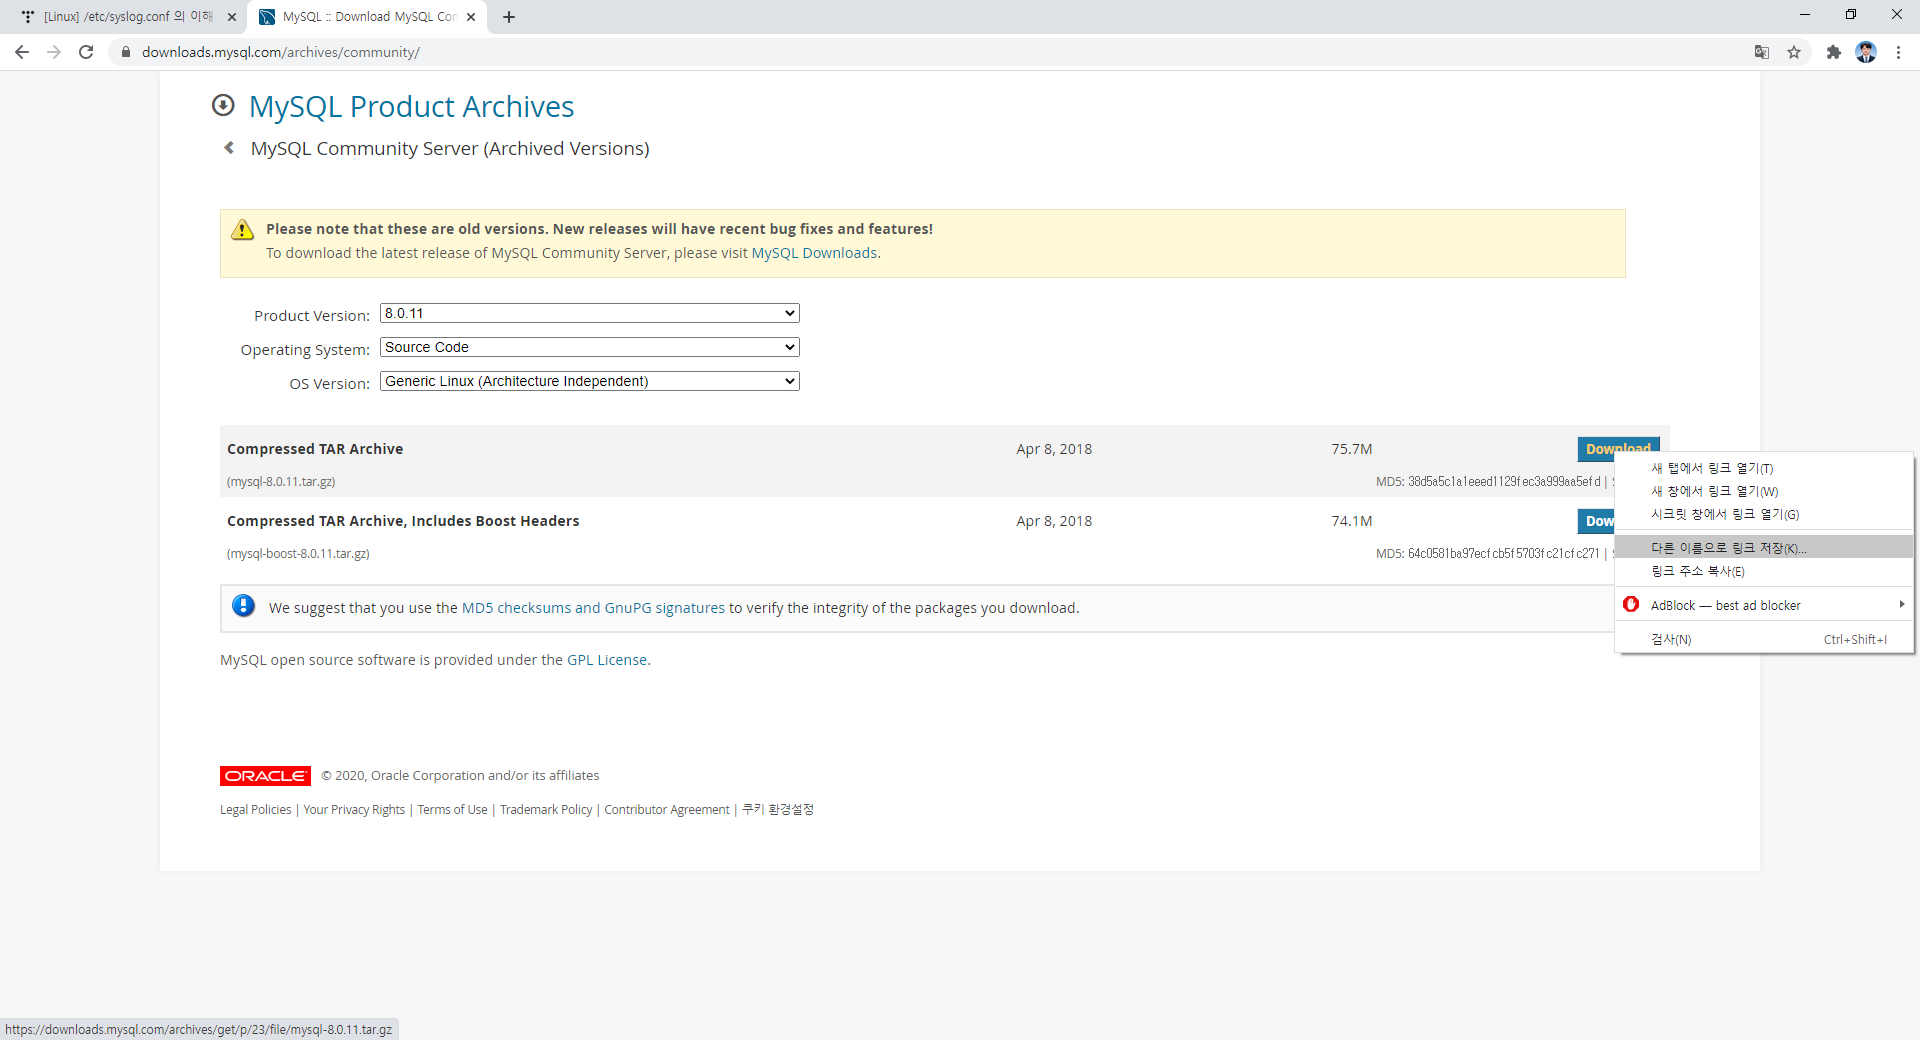 [Linux] /etc/syslog.conf 의 이해
MySQL :: Download MySQL Co
downloads.mysql.com/archives/community/
MySQL Product Archives
MySQL Community Server (Archived Versions)
Please note that these are old versions. New releases will have recent bug fixes and features!
To download the latest release of MySQL Community Server, please visit MySQL Downloads.
Product Version: 8.0.11
Operating System: Source Code
OS Version: Generic Linux (Architecture Independent)
Compressed TAR Archive Apr 8, 2018 75.7M Download
(mysql-8.0.11.tar.gz) MD5: 38d5a5c1a1eeed1129fec3a999aa5efd |
Compressed TAR Archive, Includes Boost Headers Apr 8, 2018 74.1M Dow
(mysql-boost-8.0.11.tar.gz) MD5: 64c0581ba97ecfcb5f5703fc21cfc271 |
새 탭에서 링크 열기(T)
새 창에서 링크 열기(W)
시크릿 창에서 링크 열기(G)
다른 이름으로 링크 저장(K)...
링크 주소 복사(E)
AdBlock — best ad blocker
검사(N) Ctrl+Shift+I
We suggest that you use the MD5 checksums and GnuPG signatures to verify the integrity of the packages you download.
MySQL open source software is provided under the GPL License.
ORACLE © 2020, Oracle Corporation and/or its affiliates
Legal Policies | Your Privacy Rights | Terms of Use | Trademark Policy | Contributor Agreement | 쿠키 환경설정
https://downloads.mysql.com/archives/get/p/23/file/mysql-8.0.11.tar.gz